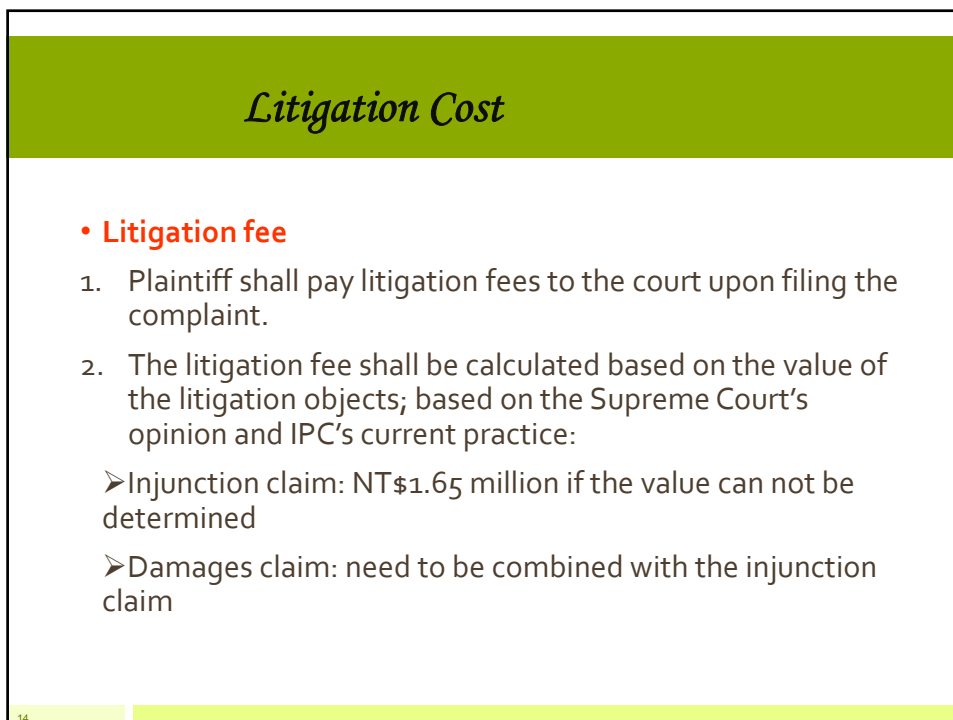 Litigation Cost
• Litigation fee
1. Plaintiff shall pay litigation fees to the court upon filing the
complaint.
2. The litigation fee shall be calculated based on the value of
the litigation objects; based on the Supreme Court’s
opinion and IPC’s current practice:
➢Injunction claim: NT$1.65 million if the value can not be
determined
➢Damages claim: need to be combined with the injunction
claim
14